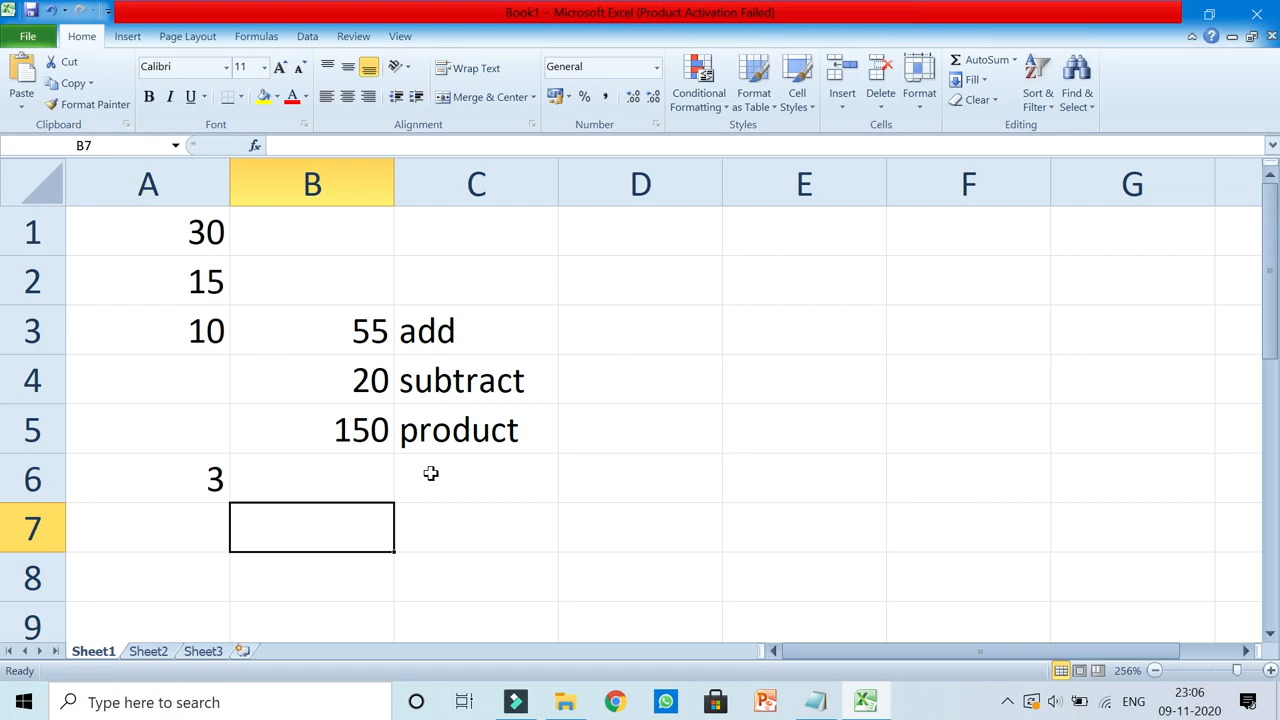 Book1 - Microsoft Excel (Product Activation Failed)
File Home Insert Page Layout Formulas Data Review View
Paste
Cut
Copy
Format Painter
Clipboard
Calibri 11
B I U A
Font
Wrap Text
Merge & Center
Alignment
General
%
Number
Conditional Formatting
Format as Table
Cell Styles
Styles
Insert
Delete
Format
Cells
Σ AutoSum
Fill
Clear
Sort & Filter
Find & Select
Editing
B7 fx
A B C D E F G
1 30
2 15
3 10 55 add
4 20 subtract
5 150 product
6 3
7
8
9
Sheet1 Sheet2 Sheet3
Ready 256%
Type here to search
ENG
23:06
09-11-2020